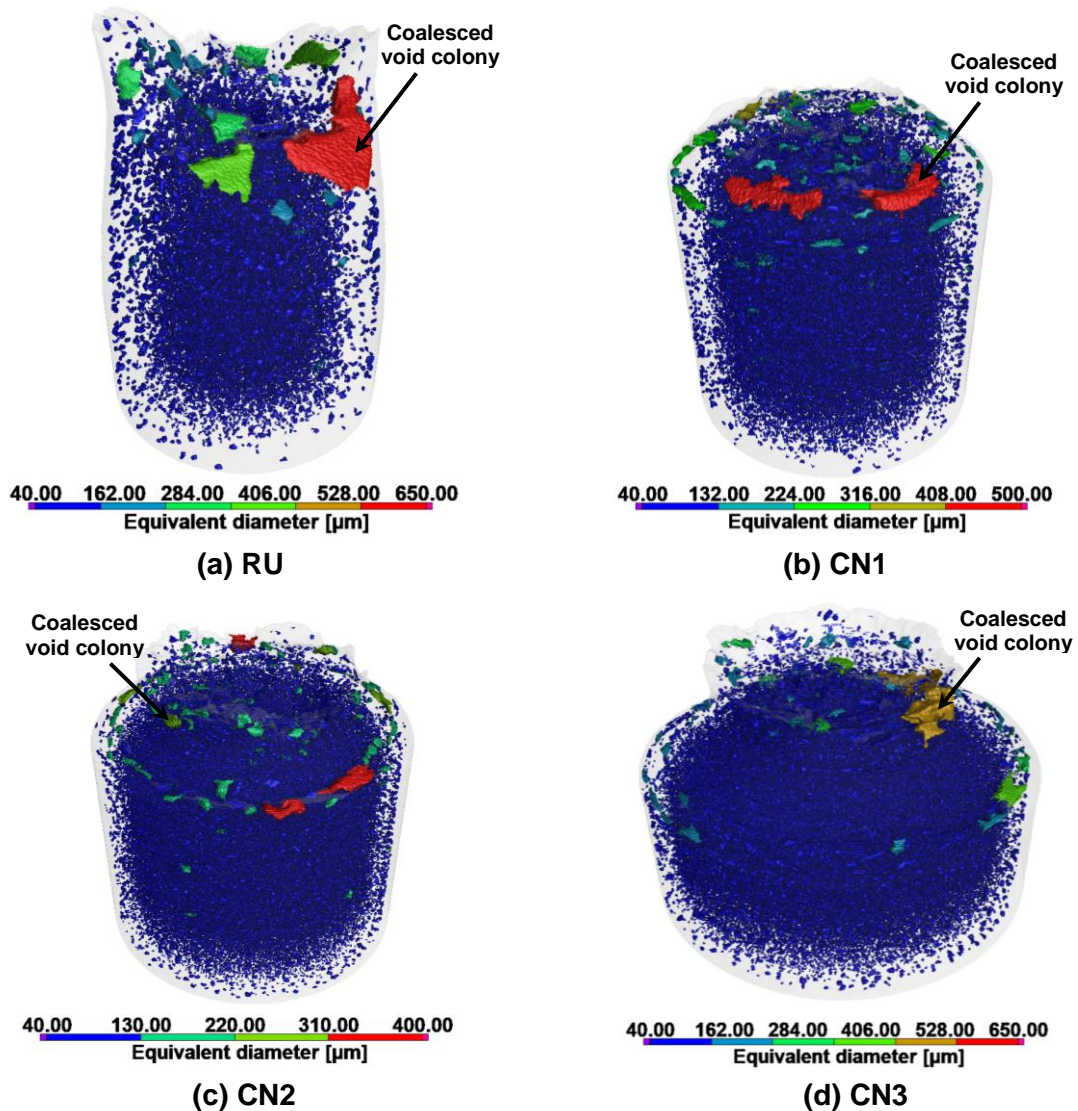 Coalesced
void colony
40.00 162.00 284.00 406.00 528.00 650.00
Equivalent diameter [µm]
(a) RU
Coalesced
void colony
40.00 132.00 224.00 316.00 408.00 500.00
Equivalent diameter [µm]
(b) CN1
Coalesced
void colony
40.00 130.00 220.00 310.00 400.00
Equivalent diameter [µm]
(c) CN2
Coalesced
void colony
40.00 162.00 284.00 406.00 528.00 650.00
Equivalent diameter [µm]
(d) CN3